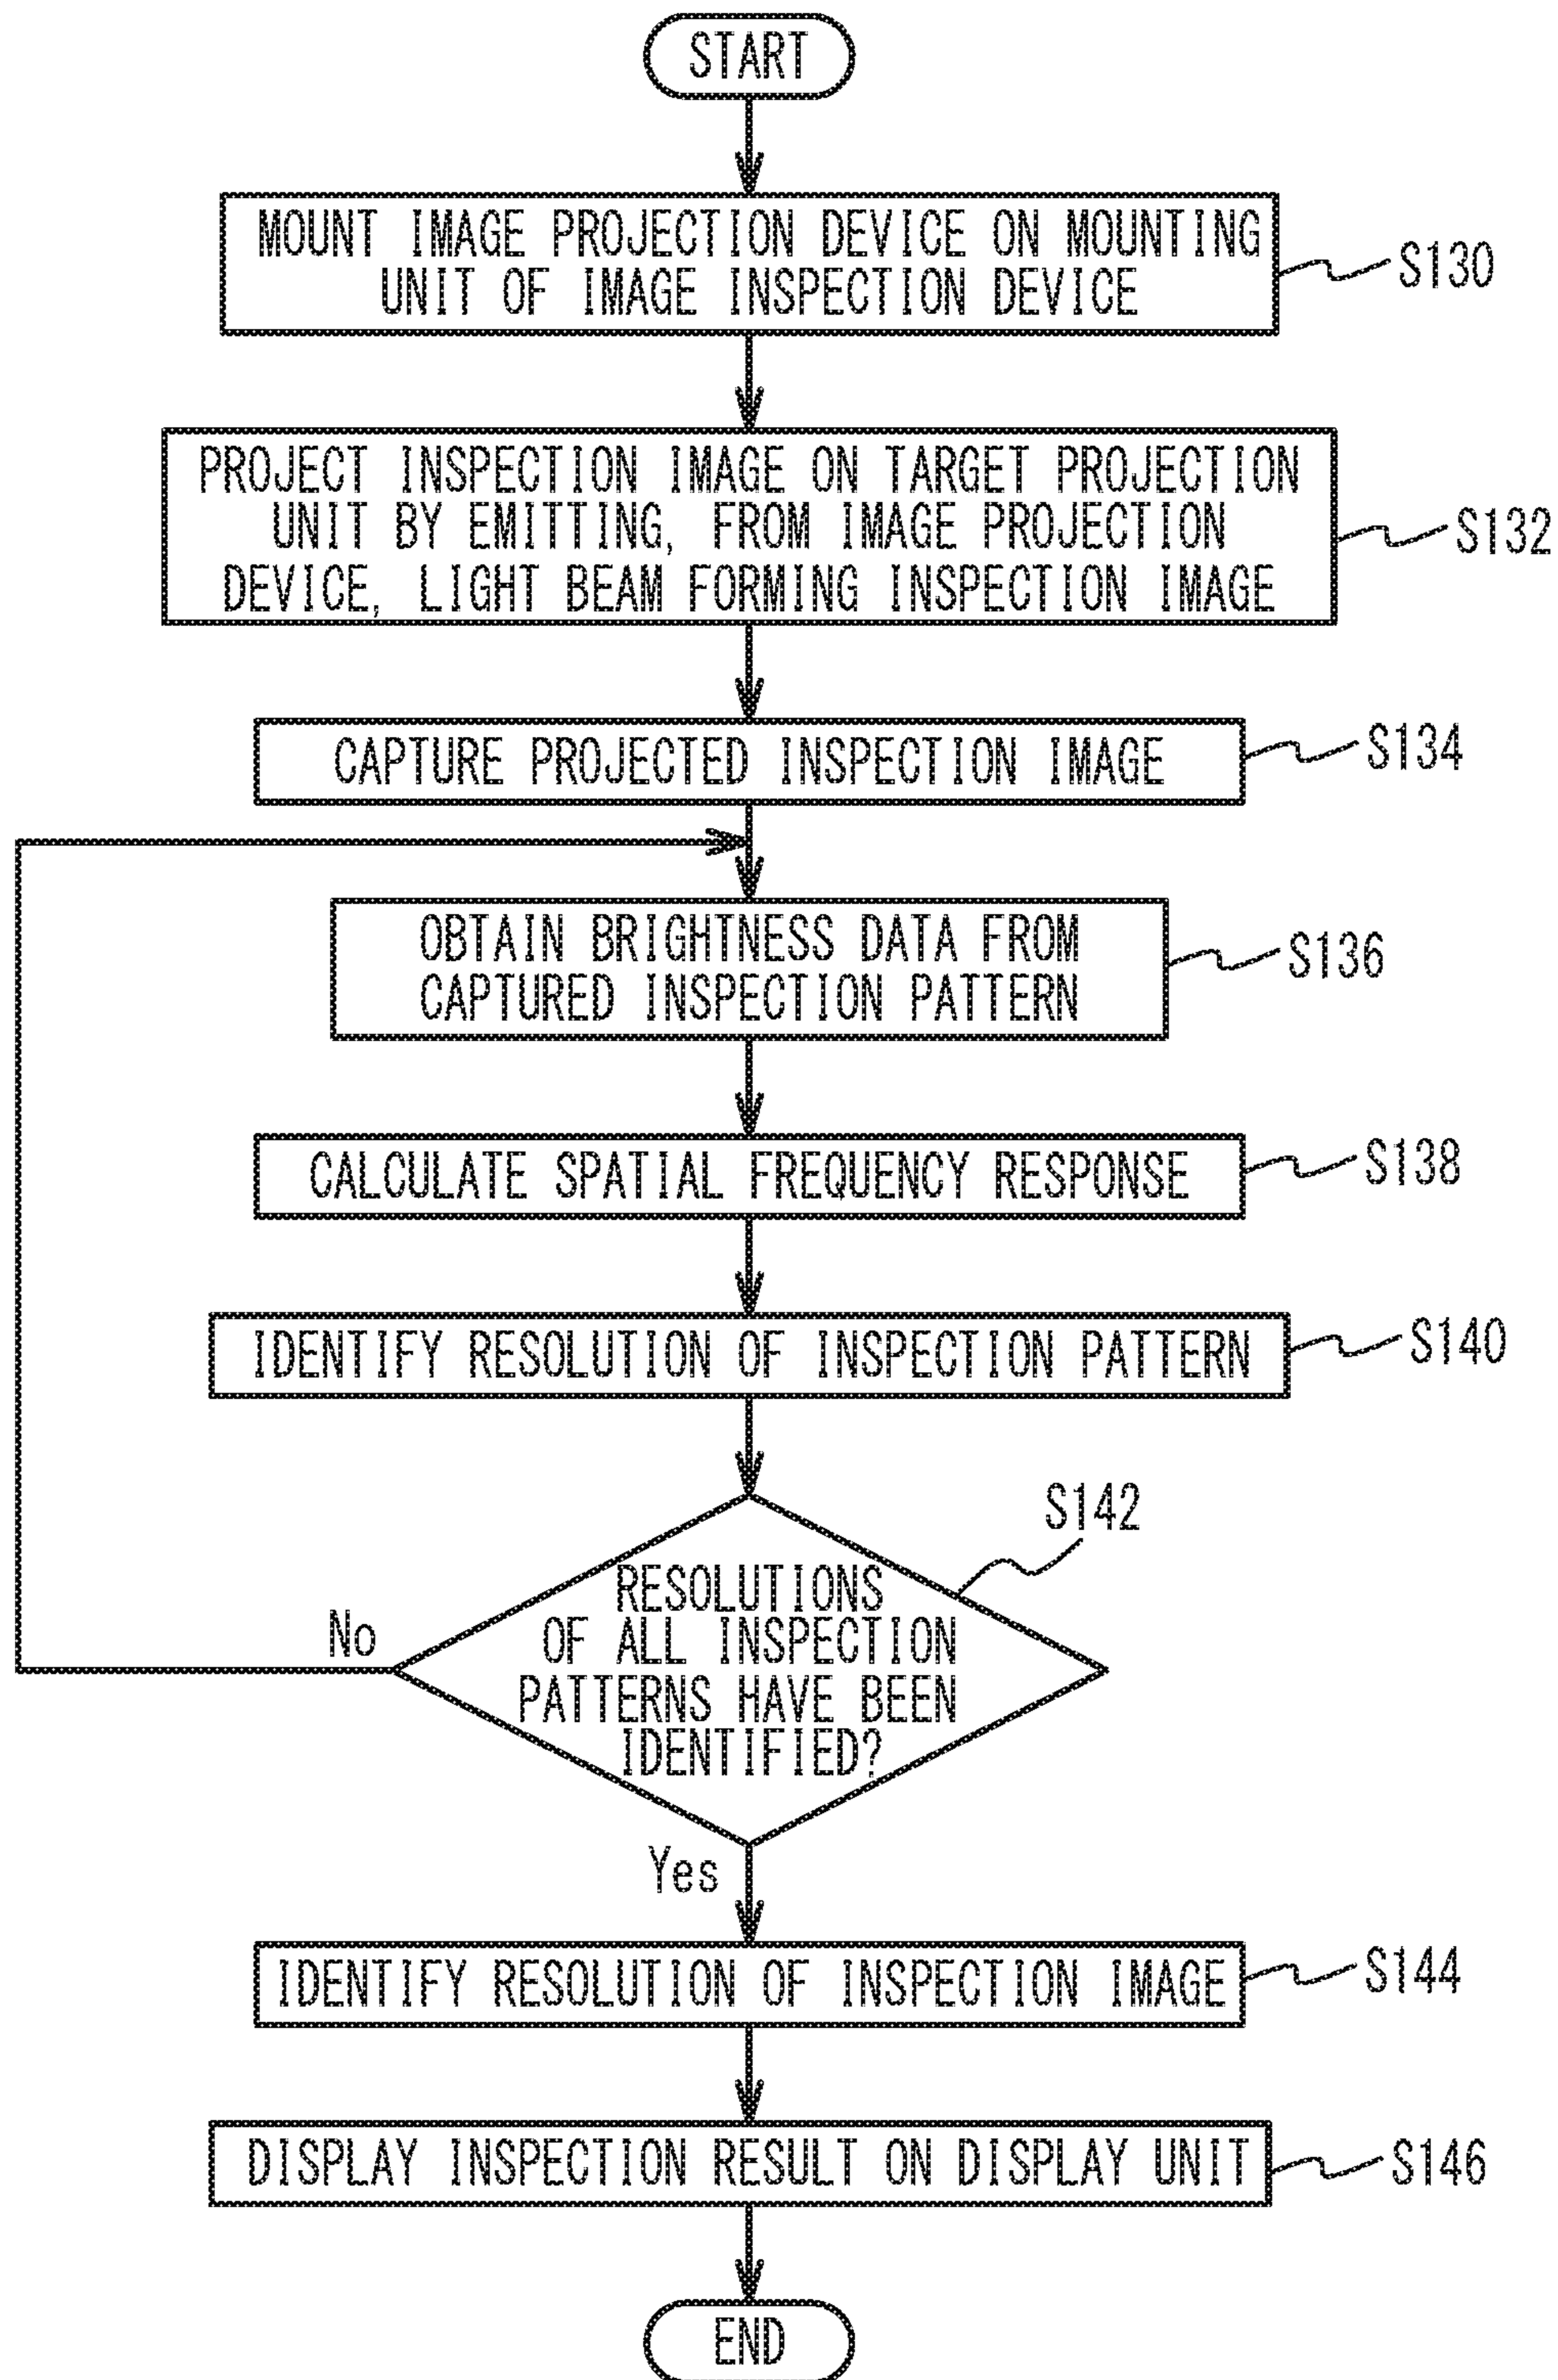 START
MOUNT IMAGE PROJECTION DEVICE ON MOUNTING
UNIT OF IMAGE INSPECTION DEVICE
S130
PROJECT INSPECTION IMAGE ON TARGET PROJECTION
UNIT BY EMITTING, FROM IMAGE PROJECTION
DEVICE, LIGHT BEAM FORMING INSPECTION IMAGE
S132
CAPTURE PROJECTED INSPECTION IMAGE
S134
OBTAIN BRIGHTNESS DATA FROM
CAPTURED INSPECTION PATTERN
S136
CALCULATE SPATIAL FREQUENCY RESPONSE
S138
IDENTIFY RESOLUTION OF INSPECTION PATTERN
S140
S142
RESOLUTIONS
OF ALL INSPECTION
PATTERNS HAVE BEEN
IDENTIFIED?
No
Yes
IDENTIFY RESOLUTION OF INSPECTION IMAGE
S144
DISPLAY INSPECTION RESULT ON DISPLAY UNIT
S146
END